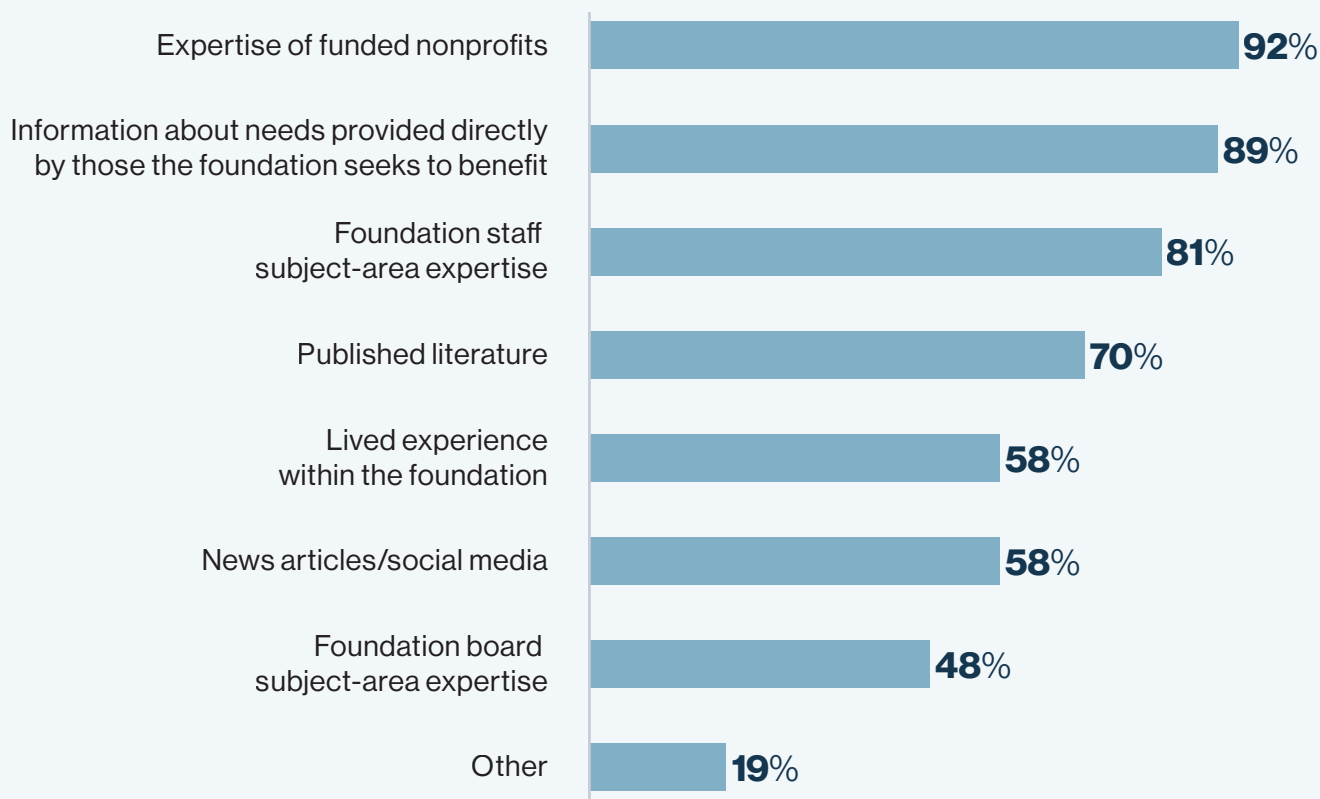 Expertise of funded nonprofits
92%
Information about needs provided directly
by those the foundation seeks to benefit
89%
Foundation staff
subject-area expertise
81%
Published literature
70%
Lived experience
within the foundation
58%
News articles/social media
58%
Foundation board
subject-area expertise
48%
Other
19%